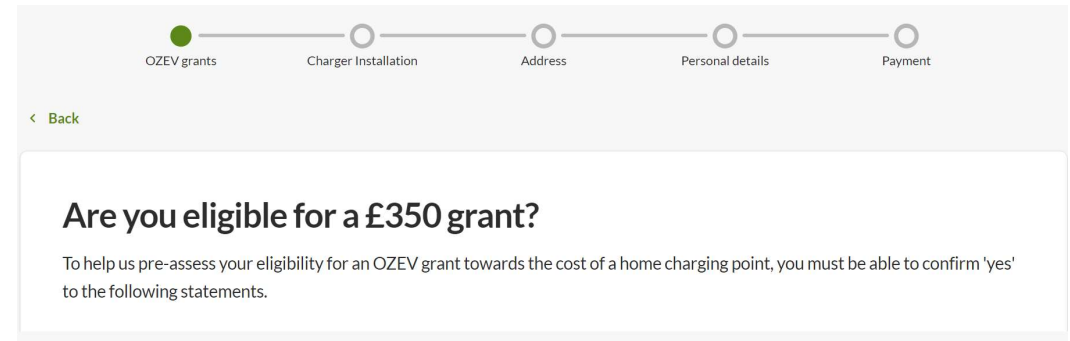 OZEV grants
Charger Installation
Address
Personal details
Payment
< Back
Are you eligible for a £350 grant?
To help us pre-assess your eligibility for an OZEV grant towards the cost of a home charging point, you must be able to confirm 'yes'
to the following statements.